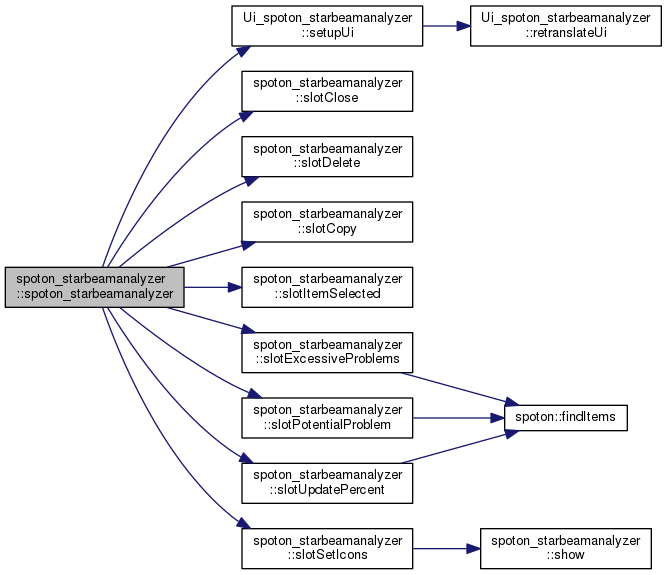 Ui_spoton_starbeamanalyzer
::setupUi
Ui_spoton_starbeamanalyzer
::retranslateUi
spoton_starbeamanalyzer
::slotClose
spoton_starbeamanalyzer
::slotDelete
spoton_starbeamanalyzer
::slotCopy
spoton_starbeamanalyzer
::spoton_starbeamanalyzer
spoton_starbeamanalyzer
::slotItemSelected
spoton_starbeamanalyzer
::slotExcessiveProblems
spoton_starbeamanalyzer
::slotPotentialProblem
spoton::findItems
spoton_starbeamanalyzer
::slotUpdatePercent
spoton_starbeamanalyzer
::slotSetIcons
spoton_starbeamanalyzer
::show